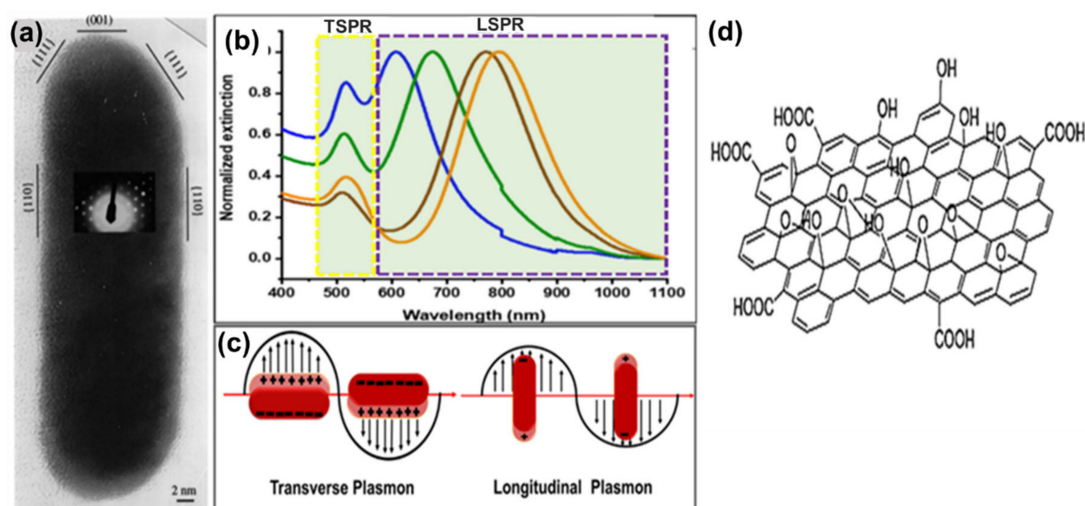 (a)
(001)
{111}
{111}
{110}
{110}
2 nm
(b)
TSPR
LSPR
Normalized extinction
1.0
0.8
0.6
0.4
0.2
0.0
400
500
600
700
800
900
1000
1100
Wavelength (nm)
(c)
+++++++
-------
-------
+++++++
-
+
+
-
Transverse Plasmon
Longitudinal Plasmon
(d)
OH
HOOC
OH
OH
HO
COOH
O
HOOC
HO
O
O
O
O
HO
HO
O
O
HOOC
COOH